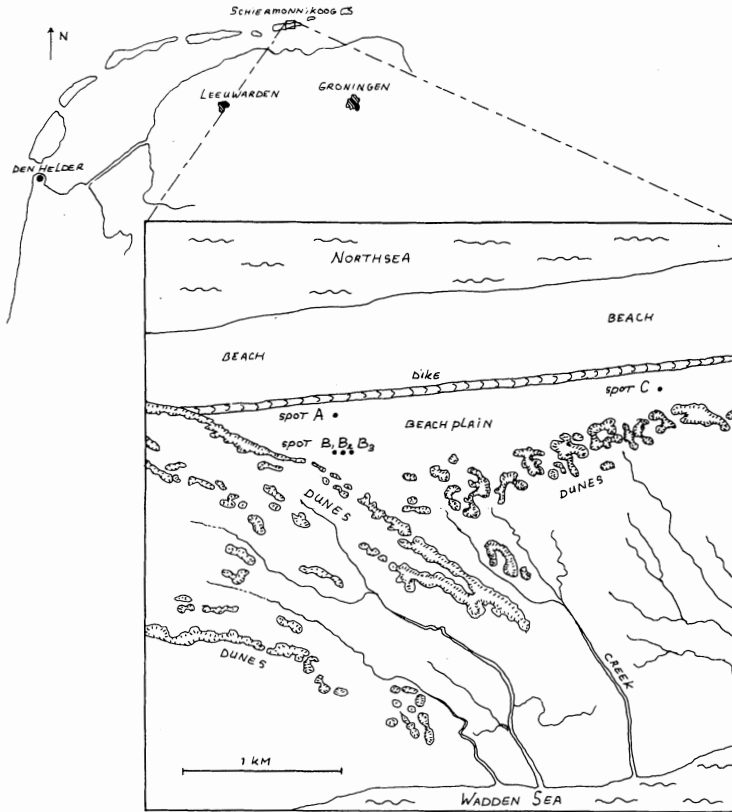 SCHIERMONNIKOOG
N
LEEUWARDEN
GRONINGEN
DEN HELDER
NORTHSEA
BEACH
BEACH
DIKE
SPOT C
SPOT A
BEACH PLAIN
SPOT B1 B2 B3
DUNES
DUNES
DUNES
CREEK
1 KM
WADDEN SEA